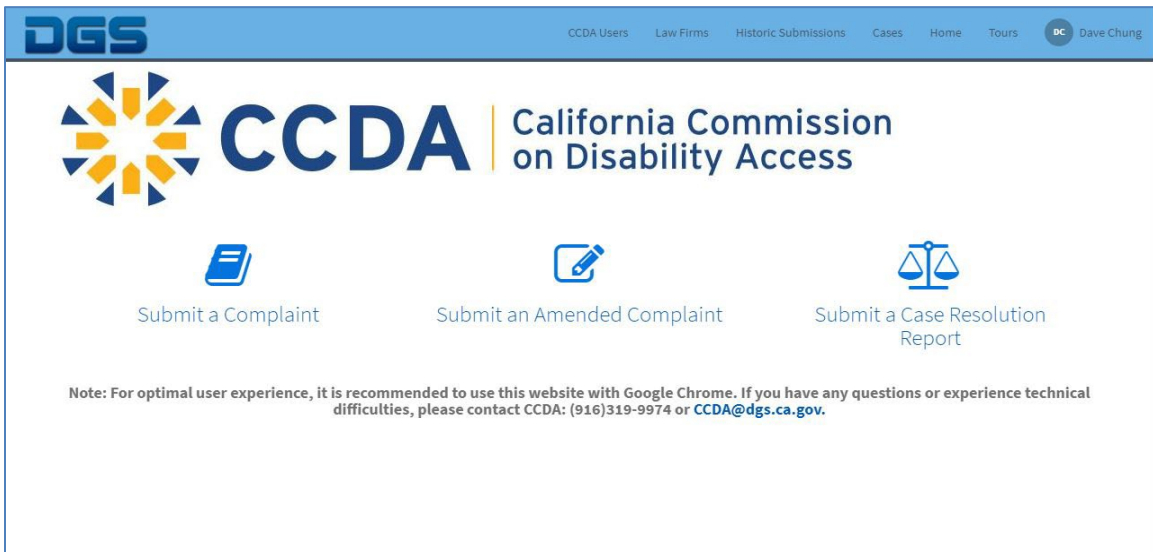 DGS
CCDA Users Law Firms Historic Submissions Cases Home Tours DC Dave Chung
CCDA California Commission
on Disability Access
Submit a Complaint
Submit an Amended Complaint
Submit a Case Resolution
Report
Note: For optimal user experience, it is recommended to use this website with Google Chrome. If you have any questions or experience technical
difficulties, please contact CCDA: (916)319-9974 or CCDA@dgs.ca.gov.